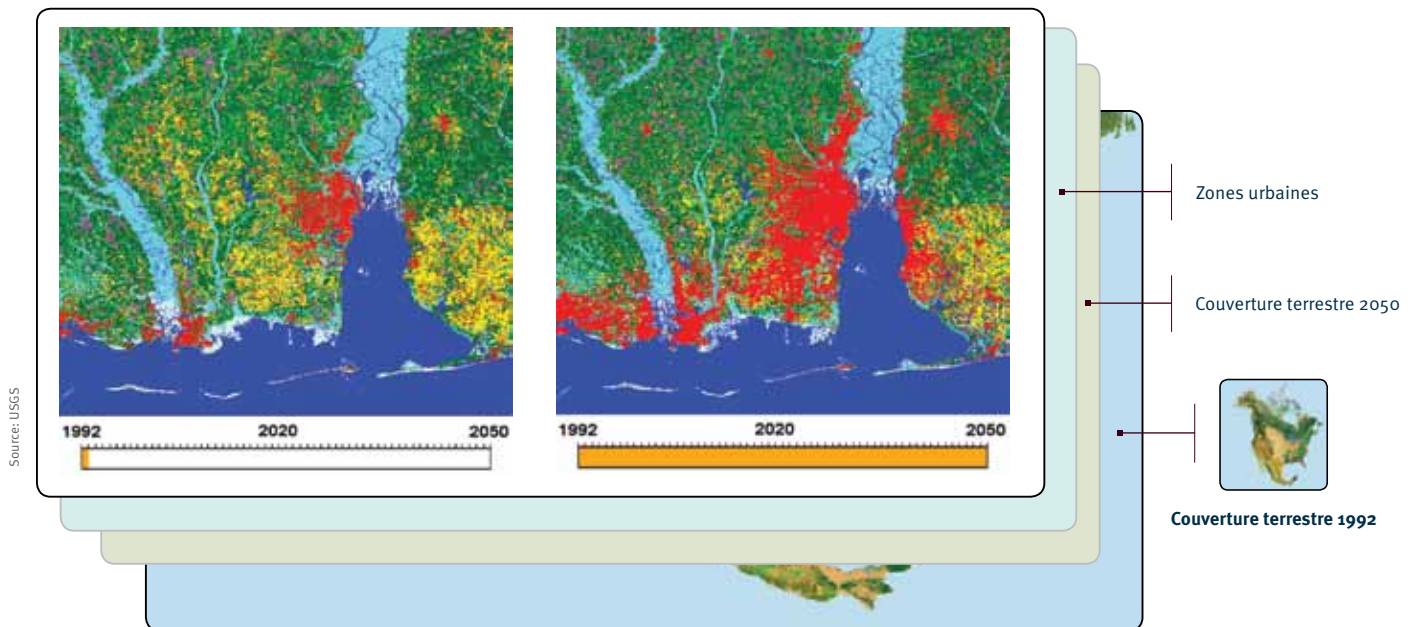 Source: USGS
1992 2020 2050
1992 2020 2050
Zones urbaines
Couverture terrestre 2050
Couverture terrestre 1992